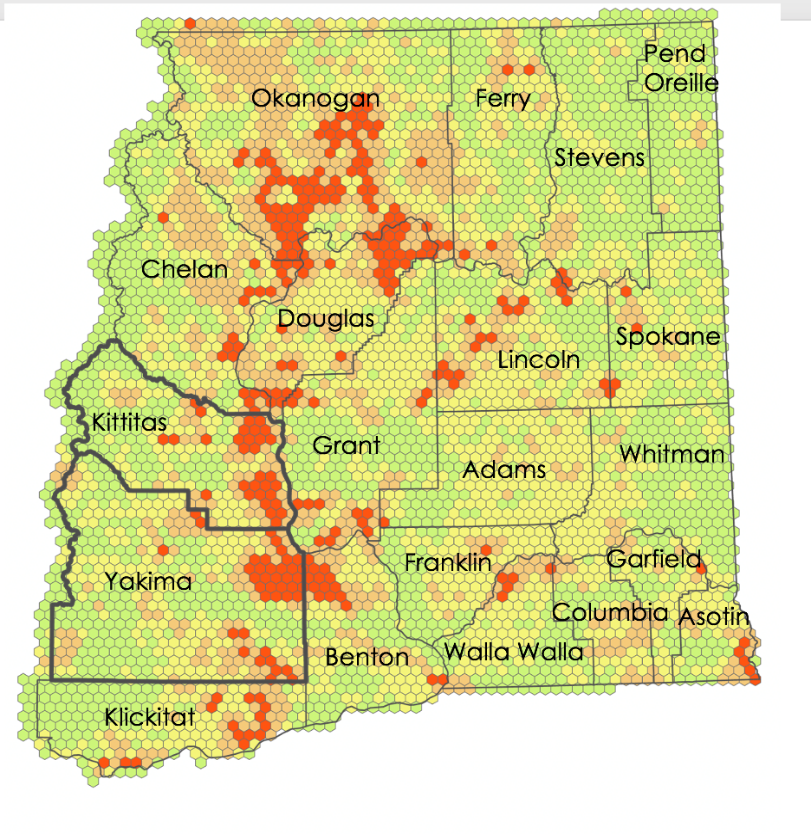 Pend
Oreille
Okanogan
Ferry
Stevens
Chelan
Douglas
Spokane
Lincoln
Kittitas
Grant
Whitman
Adams
Franklin
Garfield
Yakima
Columbia
Asotin
Walla Walla
Benton
Klickitat